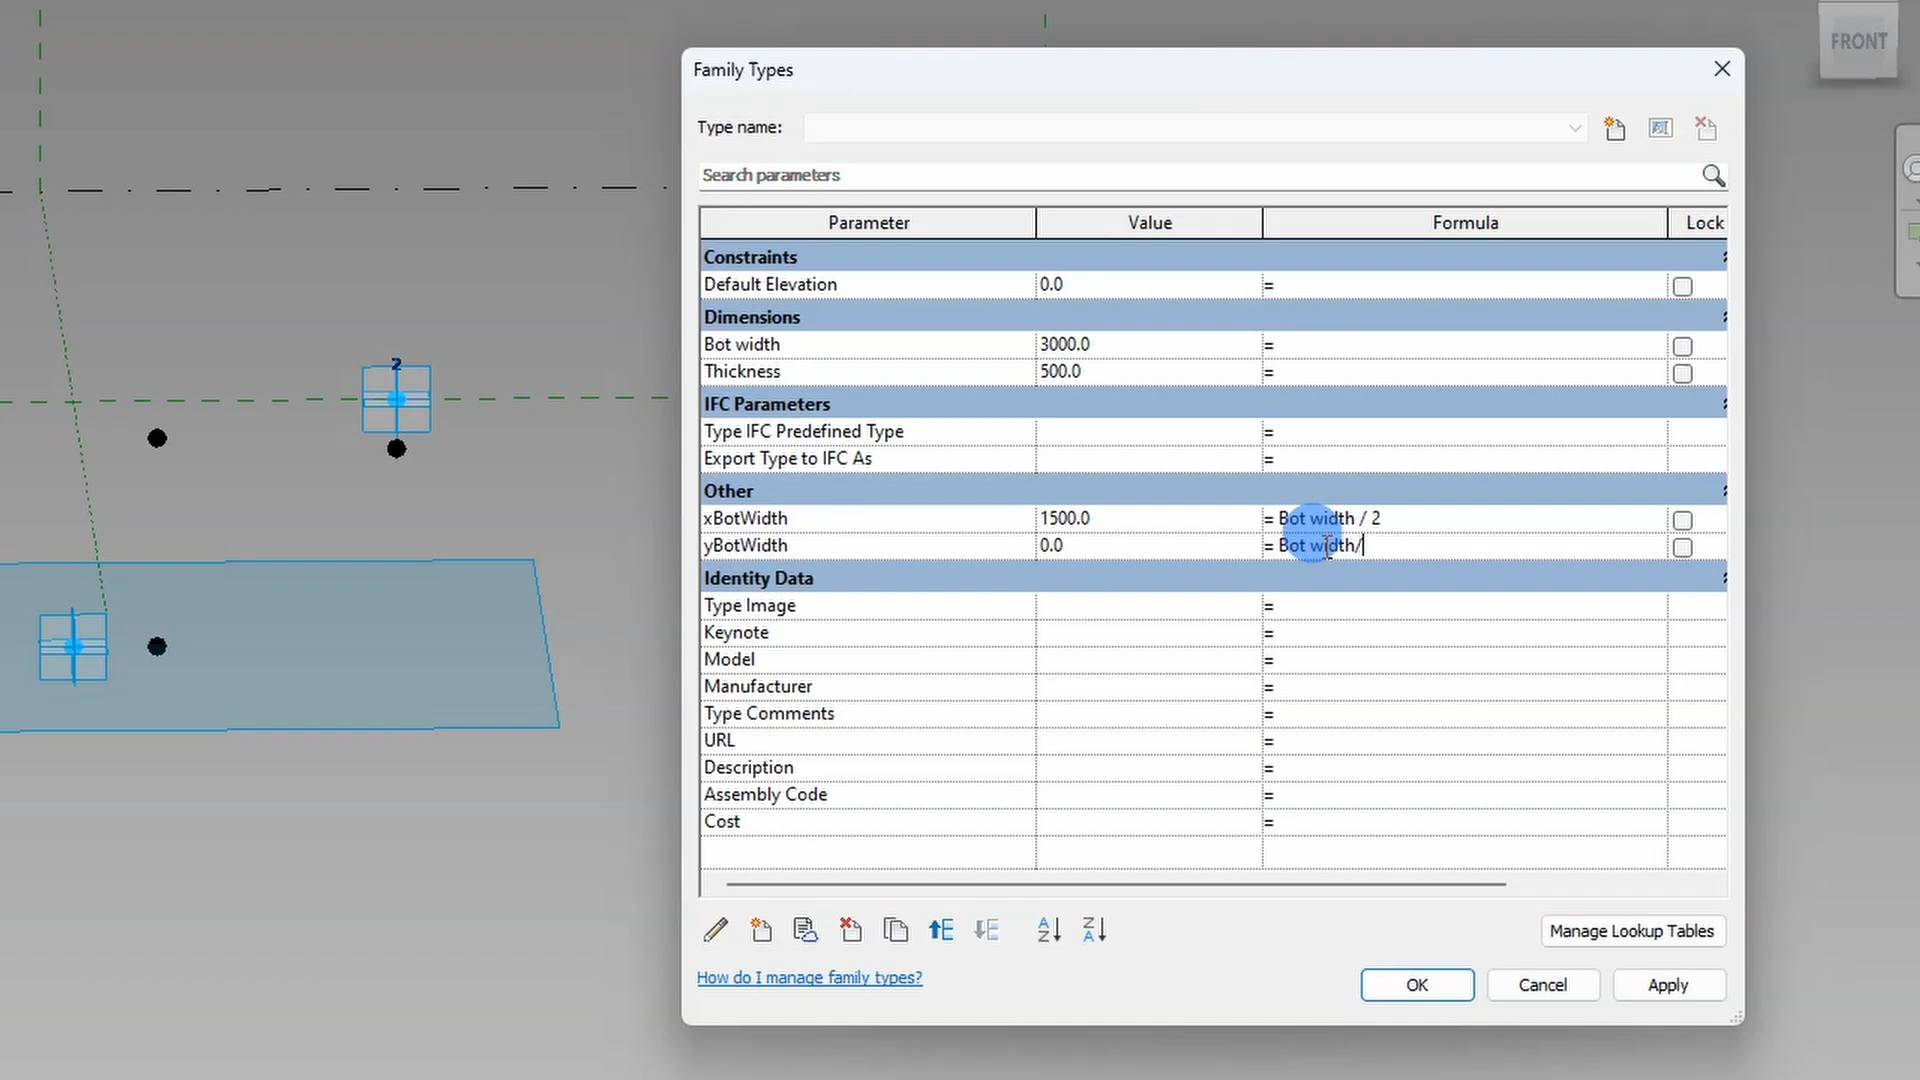 FRONT
Family Types
Type name:
Search parameters
Parameter Value Formula Lock
Constraints
Default Elevation 0.0 =
Dimensions
Bot width 3000.0 =
Thickness 500.0 =
IFC Parameters
Type IFC Predefined Type =
Export Type to IFC As =
Other
xBotWidth 1500.0 = Bot width / 2
yBotWidth 0.0 = Bot width/
Identity Data
Type Image =
Keynote =
Model =
Manufacturer =
Type Comments =
URL =
Description =
Assembly Code =
Cost =
2
Manage Lookup Tables
How do I manage family types?
OK Cancel Apply